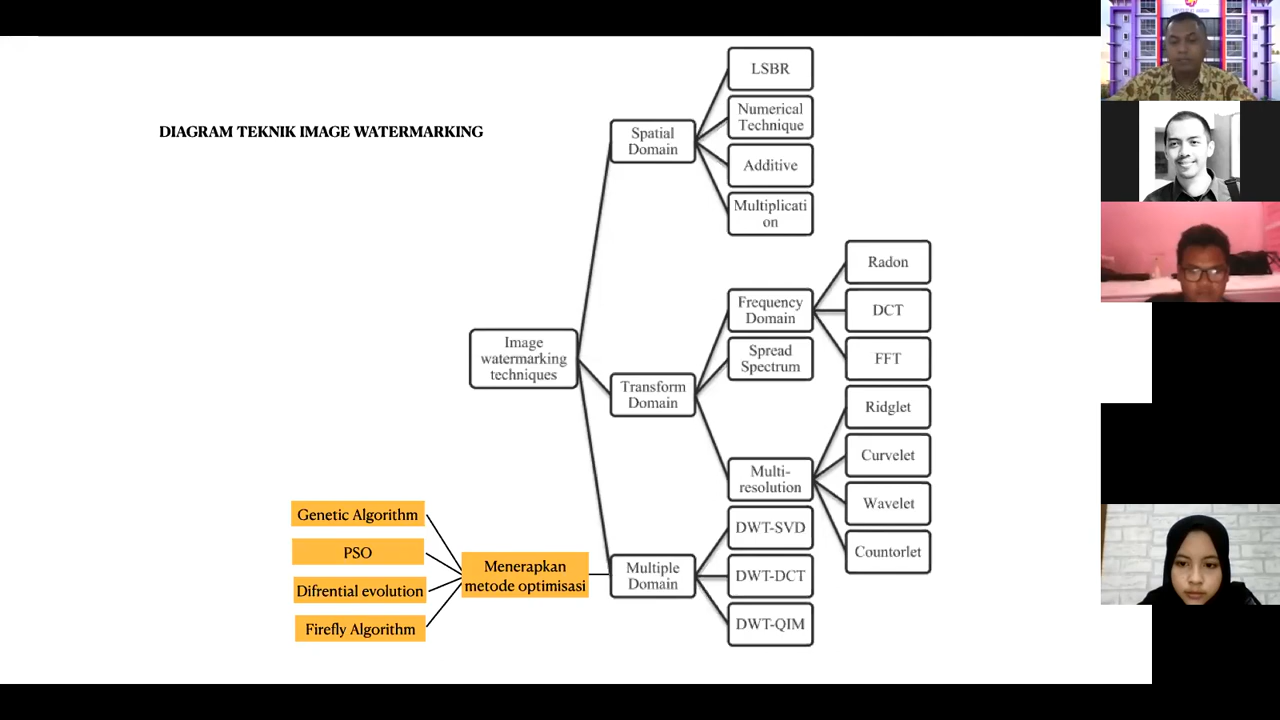 DIAGRAM TEKNIK IMAGE WATERMARKING
Image
watermarking
techniques
Spatial
Domain
LSBR
Numerical
Technique
Additive
Multiplicati
on
Transform
Domain
Frequency
Domain
Radon
DCT
FFT
Spread
Spectrum
Multi-
resolution
Ridglet
Curvelet
Wavelet
Countorlet
Multiple
Domain
DWT-SVD
DWT-DCT
DWT-QIM
Menerapkan
metode optimisasi
Genetic Algorithm
PSO
Difrential evolution
Firefly Algorithm